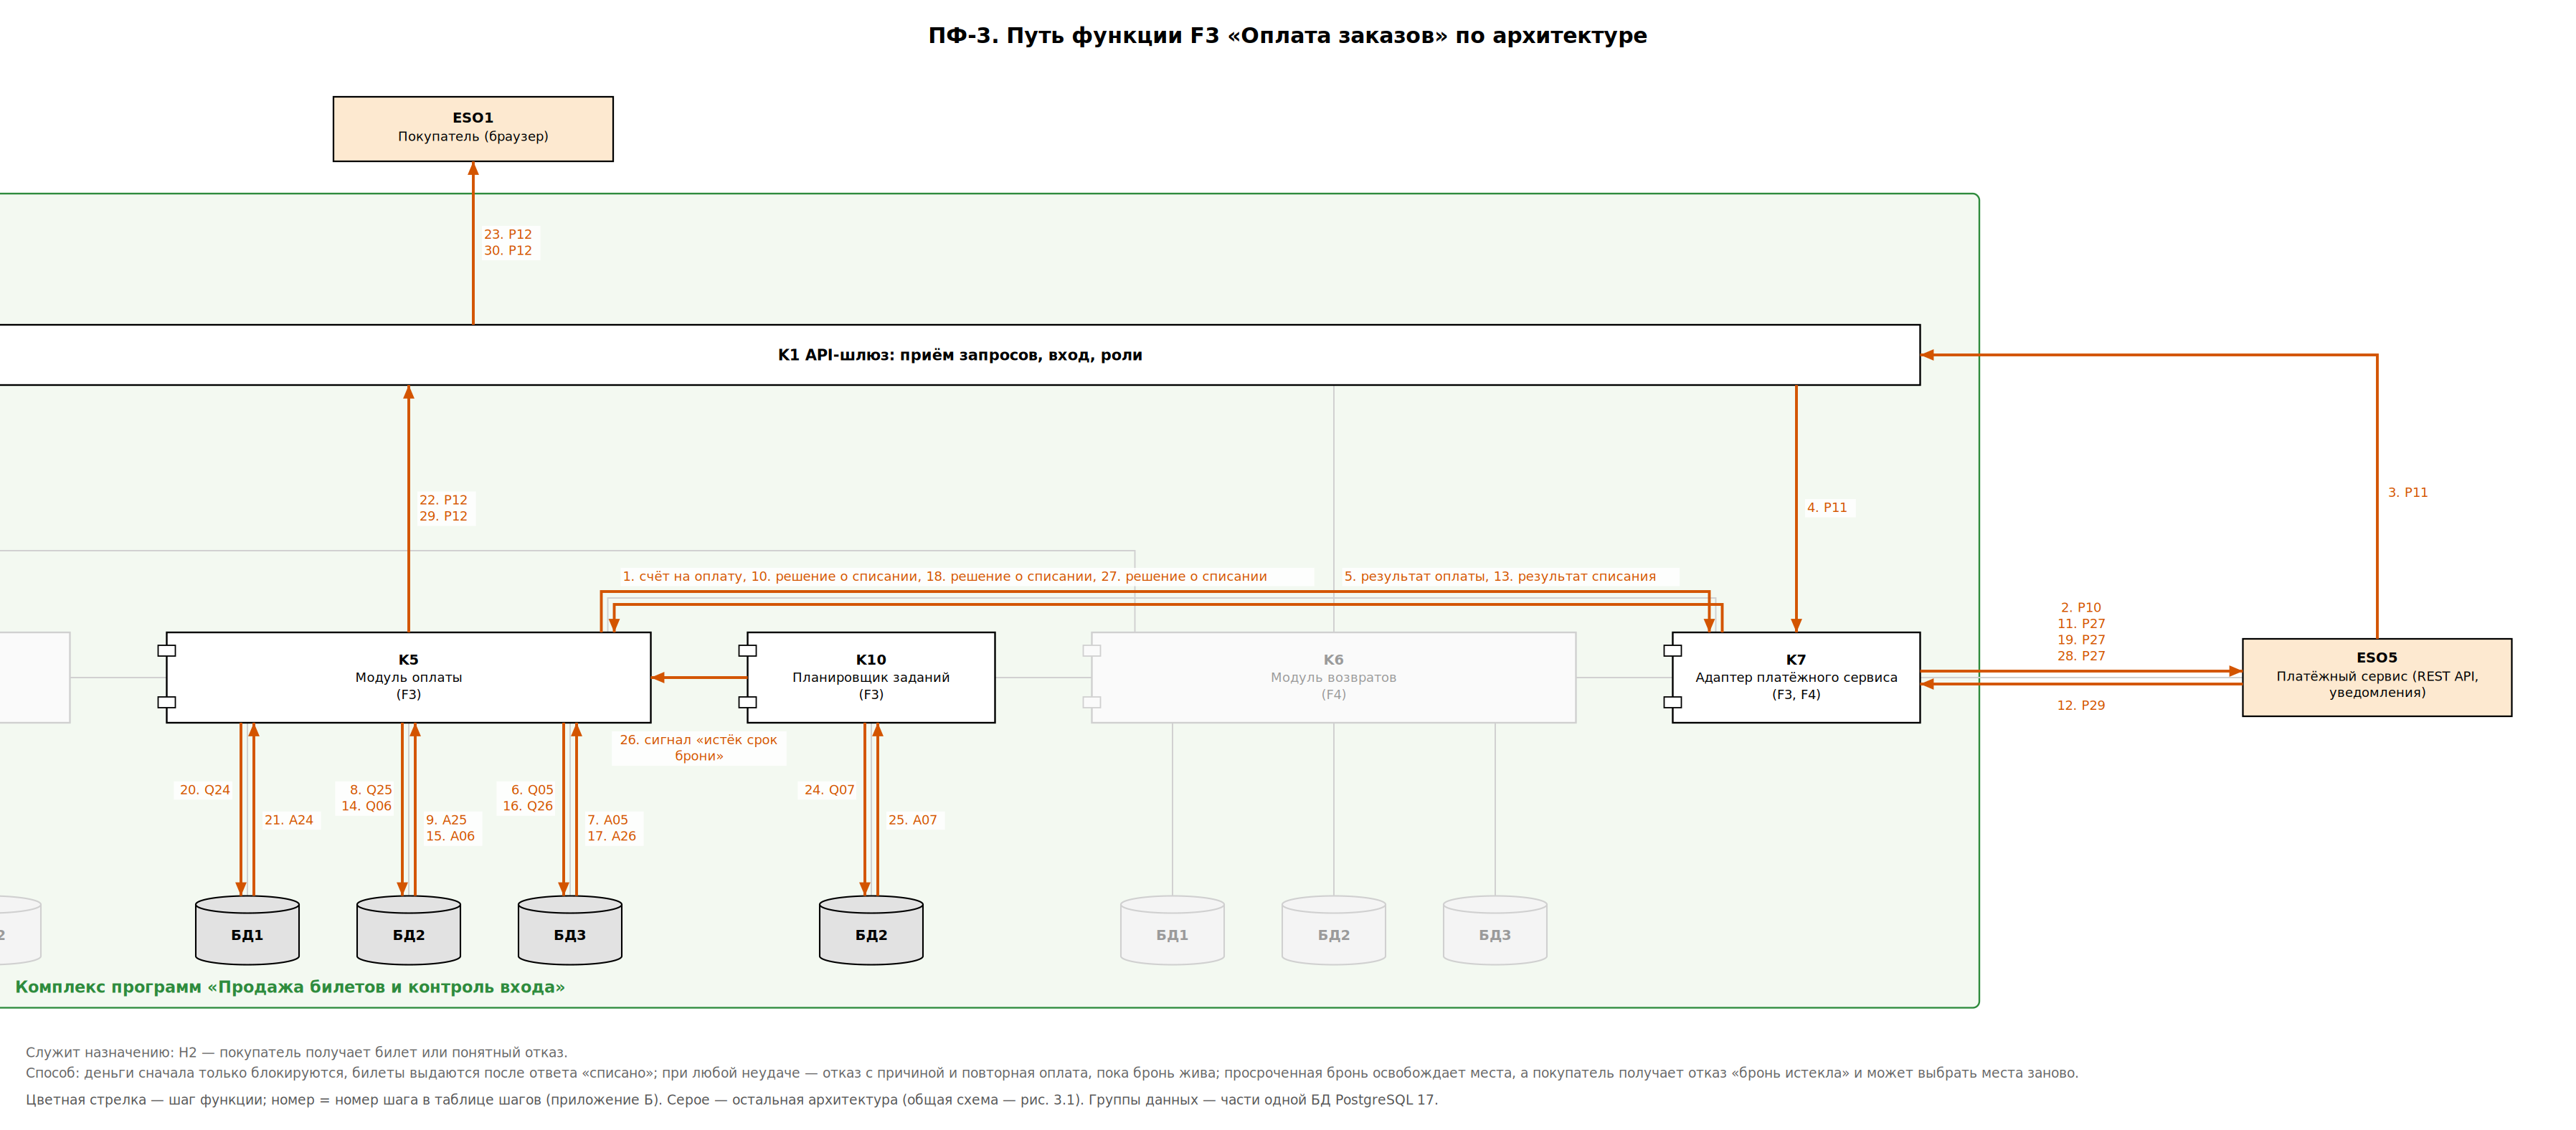 ПФ-3. Путь функции F3 «Оплата заказов» по архитектуре
ESO1
Покупатель (браузер)
23. P12
30. P12
K1 API-шлюз: приём запросов, вход, роли
22. P12
29. P12
4. P11
3. P11
1. счёт на оплату, 10. решение о списании, 18. решение о списании, 27. решение о списании
5. результат оплаты, 13. результат списания
2. P10
11. P27
19. P27
28. P27
K5
Модуль оплаты
(F3)
K10
Планировщик заданий
(F3)
K6
Модуль возвратов
(F4)
K7
Адаптер платёжного сервиса
(F3, F4)
ESO5
Платёжный сервис (REST API,
уведомления)
12. P29
26. сигнал «истёк срок
брони»
20. Q24
21. A24
8. Q25
14. Q06
9. A25
15. A06
6. Q05
16. Q26
7. A05
17. A26
24. Q07
25. A07
2
БД1
БД2
БД3
БД2
БД1
БД2
БД3
Комплекс программ «Продажа билетов и контроль входа»
Служит назначению: Н2 — покупатель получает билет или понятный отказ.
Способ: деньги сначала только блокируются, билеты выдаются после ответа «списано»; при любой неудаче — отказ с причиной и повторная оплата, пока бронь жива; просроченная бронь освобождает места, а покупатель получает отказ «бронь истекла» и может выбрать места заново.
Цветная стрелка — шаг функции; номер = номер шага в таблице шагов (приложение Б). Серое — остальная архитектура (общая схема — рис. 3.1). Группы данных — части одной БД PostgreSQL 17.